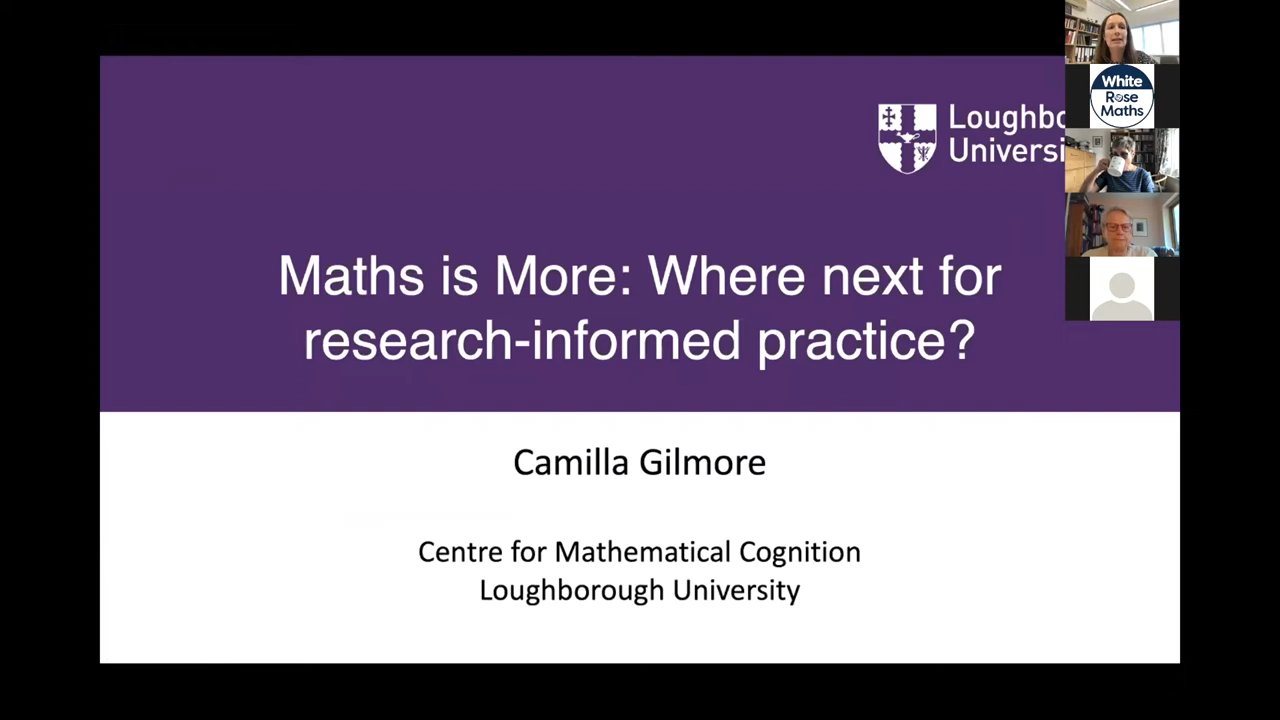 Loughbo
Universi
White
Rose
Maths
Maths is More: Where next for
research-informed practice?
Camilla Gilmore
Centre for Mathematical Cognition
Loughborough University